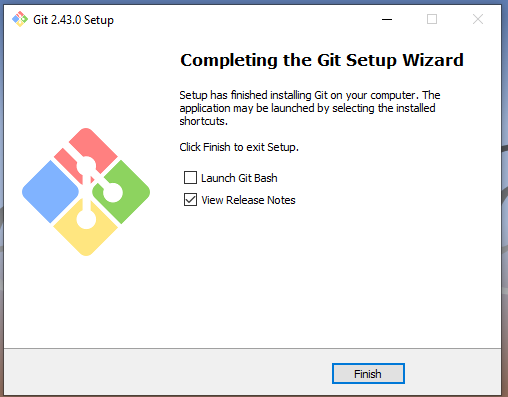 Git 2.43.0 Setup
Completing the Git Setup Wizard
Setup has finished installing Git on your computer. The
application may be launched by selecting the installed
shortcuts.
Click Finish to exit Setup.
Launch Git Bash
View Release Notes
Finish